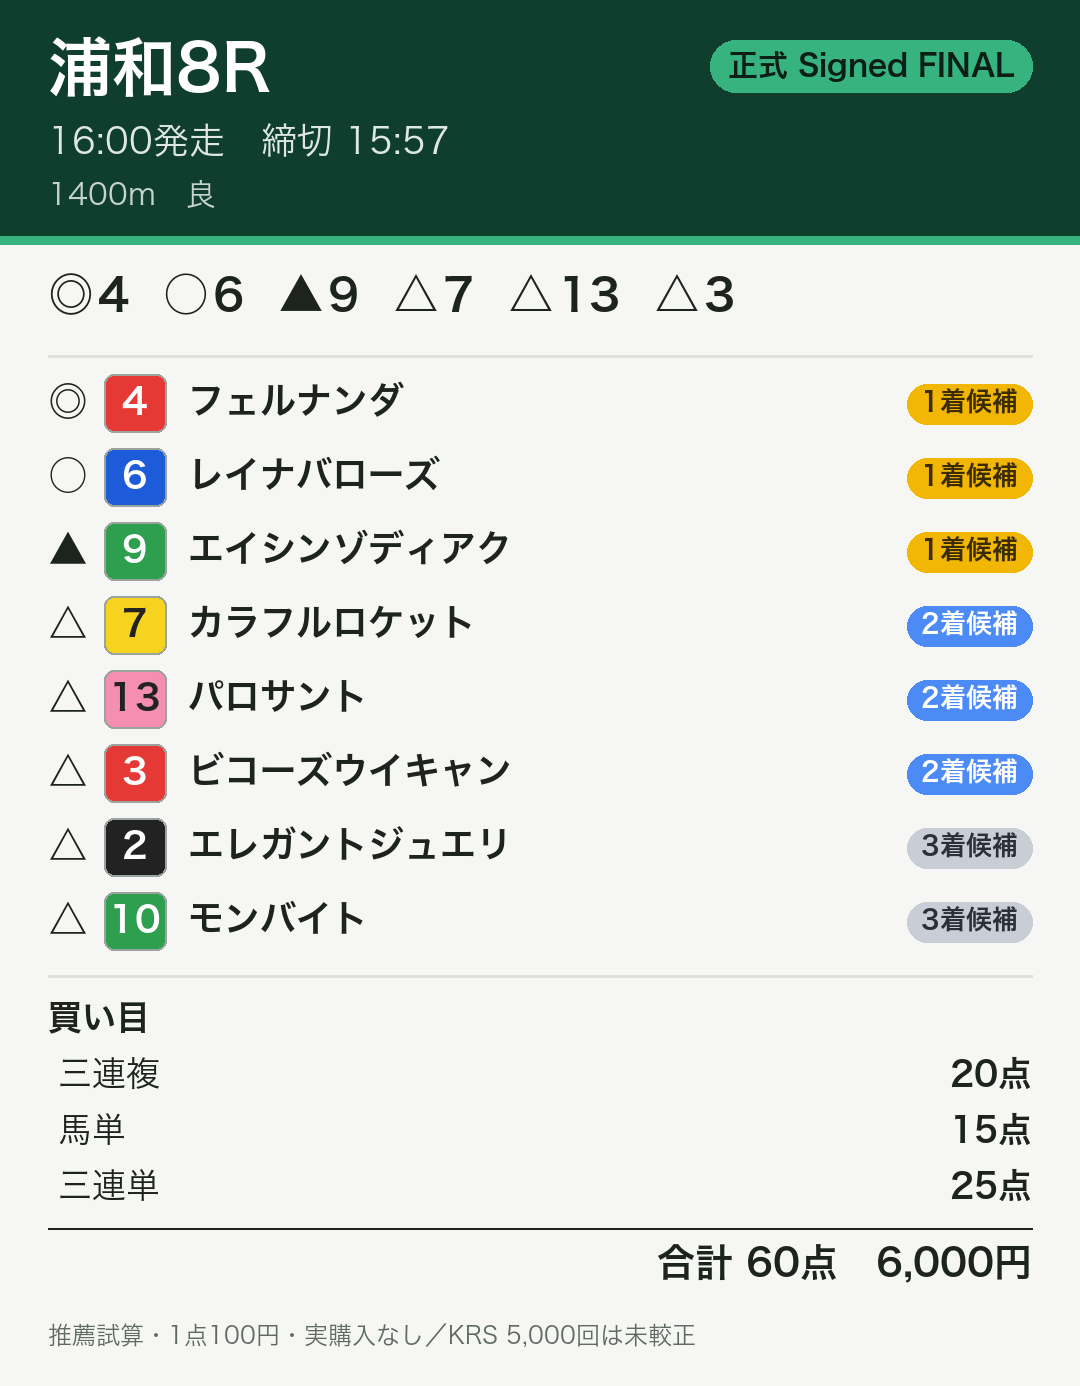 浦和8R
正式 Signed FINAL
16:00発走　締切 15:57
1400m　良
◎4 ○6 ▲9 △7 △13 △3
◎ 4 フェルナンダ 1着候補
○ 6 レイナバローズ 1着候補
▲ 9 エイシンゾディアク 1着候補
△ 7 カラフルロケット 2着候補
△ 13 パロサント 2着候補
△ 3 ビコーズウイキャン 2着候補
△ 2 エレガントジュエリ 3着候補
△ 10 モンバイト 3着候補
買い目
三連複 20点
馬単 15点
三連単 25点
合計 60点　6,000円
推薦試算・1点100円・実購入なし／KRS 5,000回は未較正